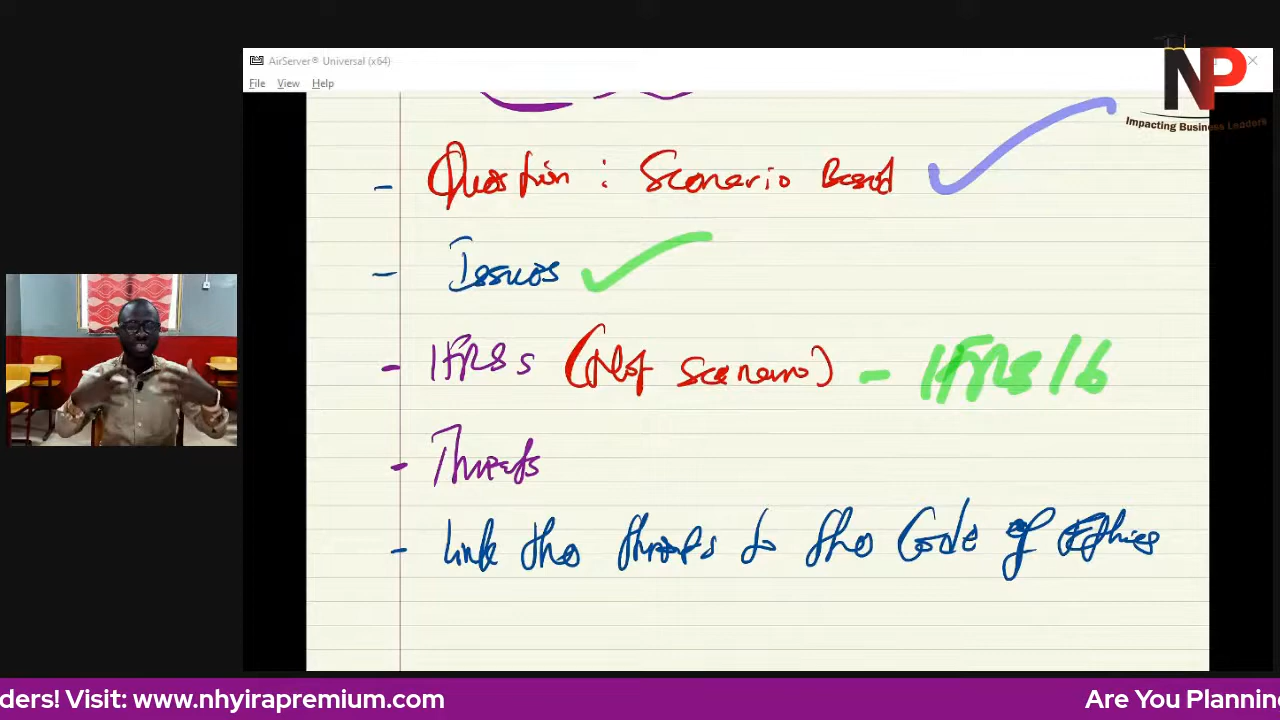 AirServer® Universal (x64)
File View Help
NP
Impacting Business Leaders
- Question : Scenario Based
- Issues
- IFRSs (Not Scenario) - IFRS 16
- Threats
- Link the threats to the Code of Ethics
ders! Visit: www.nhyirapremium.com
Are You Plannin